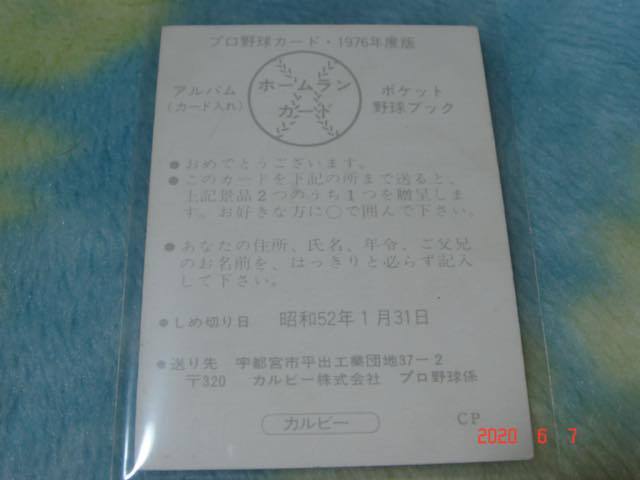 プロ野球カード・1976年度版
アルバム
(カード入れ)
ホームラン
カード
ポケット
野球ブック
●おめでとうございます。
●このカードを下記の所まで送ると、
上記景品2つのうち1つを贈呈しま
す。お好きな方に○で囲んで下さい。
●あなたの住所、氏名、年令、ご父兄
のお名前を、はっきりと必らず記入
して下さい。
●しめ切り日 昭和52年1月31日
●送り先 宇都宮市平出工業団地37-2
〒320 カルビー株式会社 プロ野球係
カルビー
CP
2020 6 7